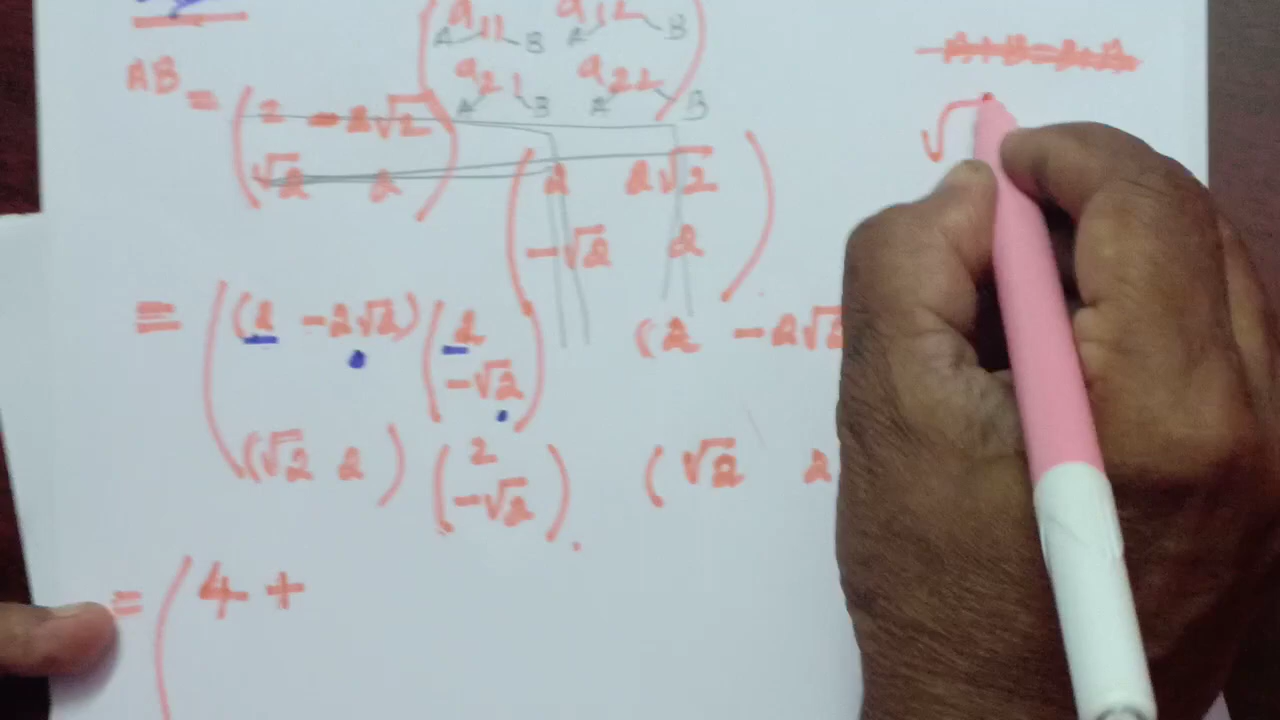 a11 a12
A B A B
a21 a22
A B A B
AB = ( 2 -2√2
√2 2 )
( 2 2√2
-√2 2 )
= ( (2 -2√2) ( 2
-√2 ) (2 -2√2
(√2 2) ( 2
-√2 ) . (√2 2
= ( 4 +
√